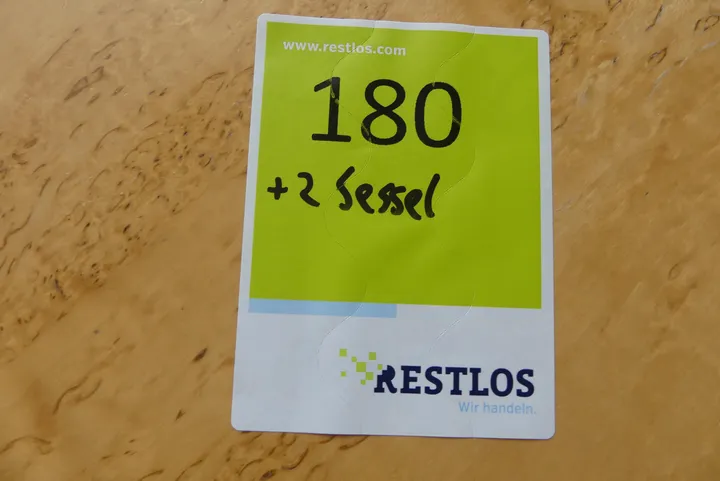 www.restlos.com
180
+2 Sessel
RESTLOS
Wir handeln.